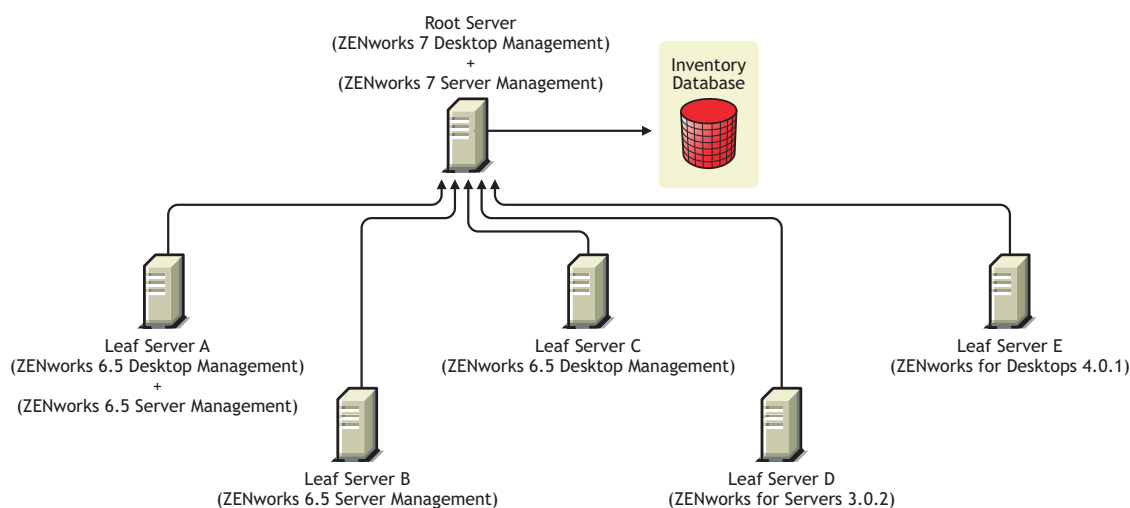 Root Server
(ZENworks 7 Desktop Management)
+
(ZENworks 7 Server Management)
Inventory
Database
Leaf Server A
(ZENworks 6.5 Desktop Management)
+
(ZENworks 6.5 Server Management)
Leaf Server C
(ZENworks 6.5 Desktop Management)
Leaf Server E
(ZENworks for Desktops 4.0.1)
Leaf Server B
(ZENworks 6.5 Server Management)
Leaf Server D
(ZENworks for Servers 3.0.2)